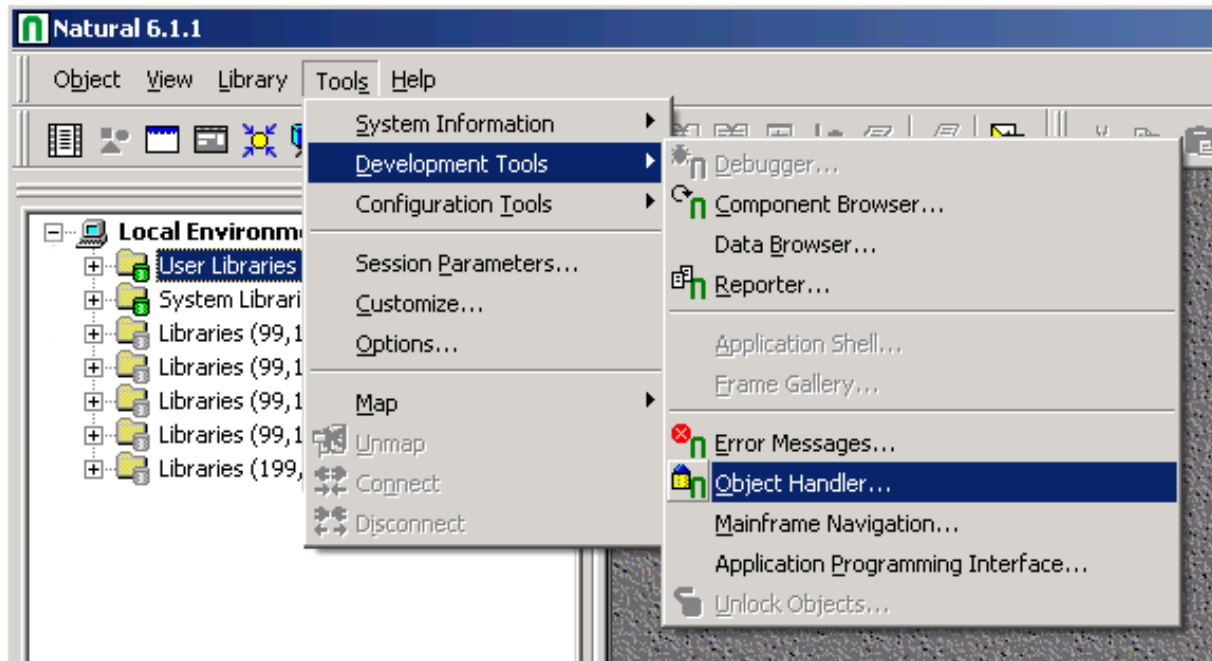 Natural 6.1.1
Object View Library Tools Help
System Information
Development Tools
Configuration Tools
Session Parameters...
Customize...
Options...
Map
Unmap
Connect
Disconnect
Debugger...
Component Browser...
Data Browser...
Reporter...
Application Shell...
Frame Gallery...
Error Messages...
Object Handler...
Mainframe Navigation...
Application Programming Interface...
Unlock Objects...
Local Environm
User Libraries
System Librari
Libraries (99,1
Libraries (99,1
Libraries (99,1
Libraries (99,1
Libraries (199,